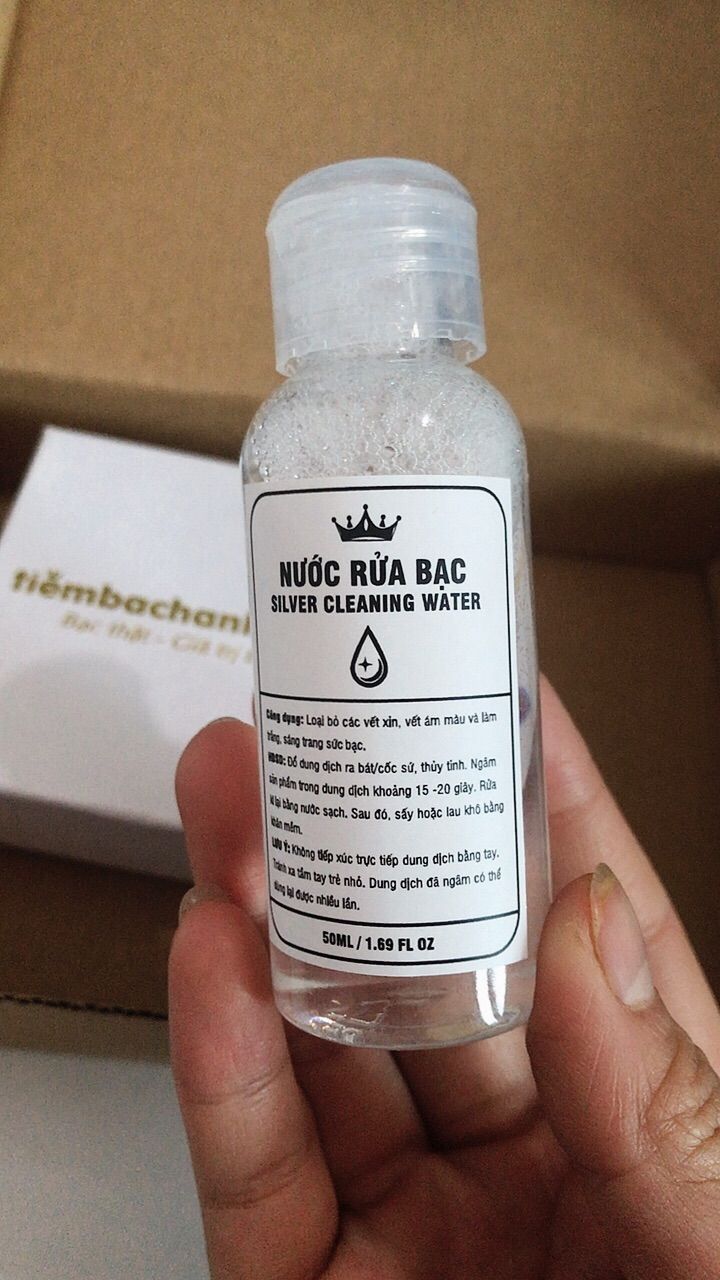 NƯỚC RỬA BẠC
SILVER CLEANING WATER
Công dụng: Loại bỏ các vết xỉn, vết ám màu và làm
trắng, sáng trang sức bạc.
HDSD: Đổ dung dịch ra bát/cốc sứ, thủy tinh. Ngâm
sản phẩm trong dung dịch khoảng 15 -20 giây. Rửa
lại bằng nước sạch. Sau đó, sấy hoặc lau khô bằng
khăn mềm.
LƯU Ý: Không tiếp xúc trực tiếp dung dịch bằng tay.
Tránh xa tầm tay trẻ nhỏ. Dung dịch đã ngâm có thể
dùng lại được nhiều lần.
50ML / 1.69 FL OZ
tiệmbạchanh
Bạc thật - Giá trị